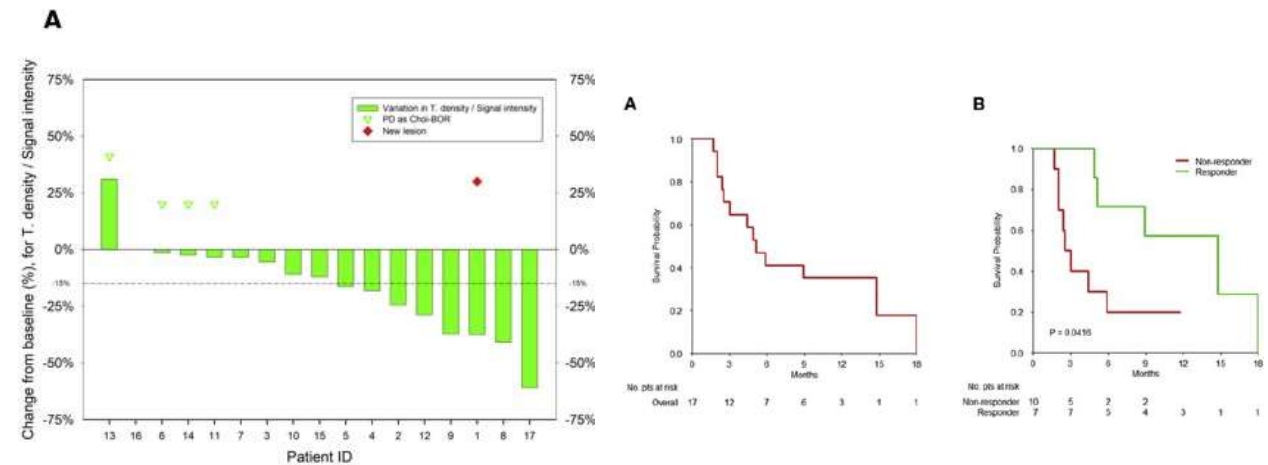 A
Change from baseline (%), for T. density / Signal intensity
75%
50%
25%
0%
-15%
-25%
-50%
-75%
75%
50%
25%
0%
-15%
-25%
-50%
-75%
Variation in T. density / Signal intensity
PD as Choi-BOR
New lesion
13 16 6 14 11 7 3 10 15 5 4 2 12 9 1 8 17
Patient ID
A
Survival Probability
1.0
0.8
0.6
0.4
0.2
0.0
0 3 6 9 12 15 18
Months
No. pts at risk
Overall 17 12 7 6 3 1 1
B
Survival Probability
1.0
0.8
0.6
0.4
0.2
0.0
Non-responder
Responder
P = 0.0416
0 3 6 9 12 15 18
Months
No. pts at risk
Non-responder 10 5 2 2
Responder 7 7 5 4 3 1 1